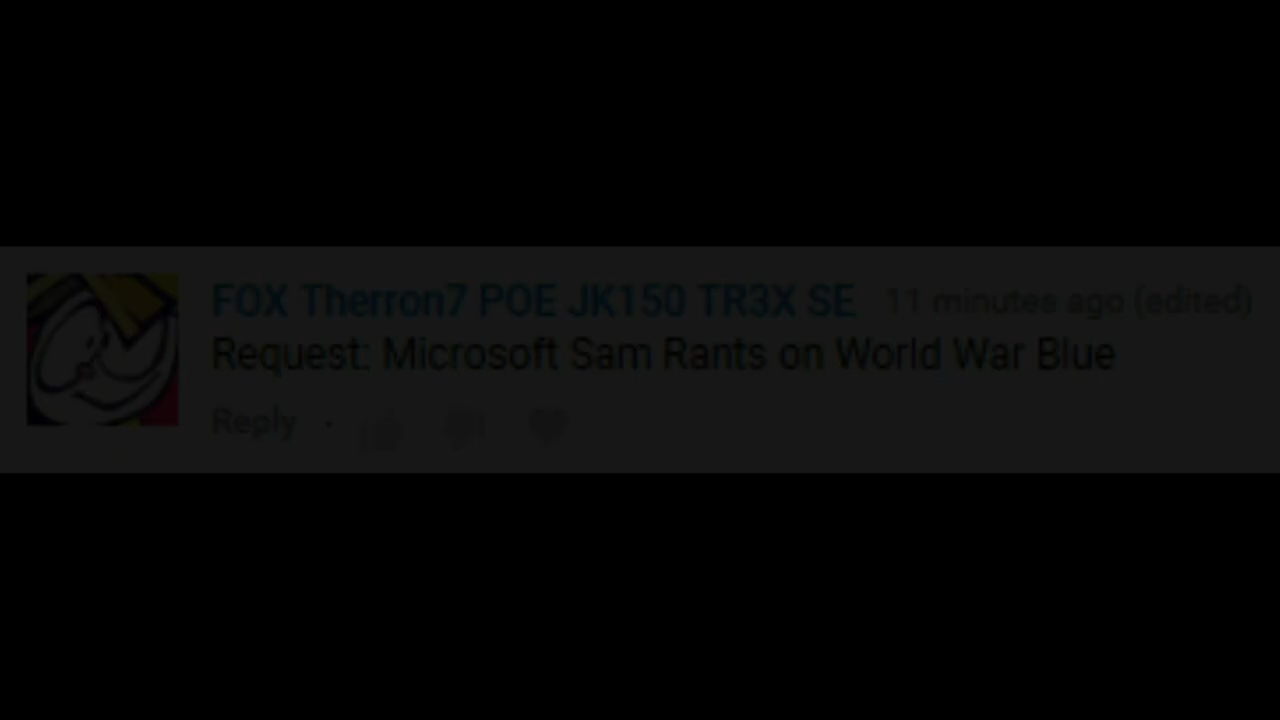 FOX Therron7 POE JK150 TR3X SE 11 minutes ago (edited)
Request: Microsoft Sam Rants on World War Blue
Reply ·